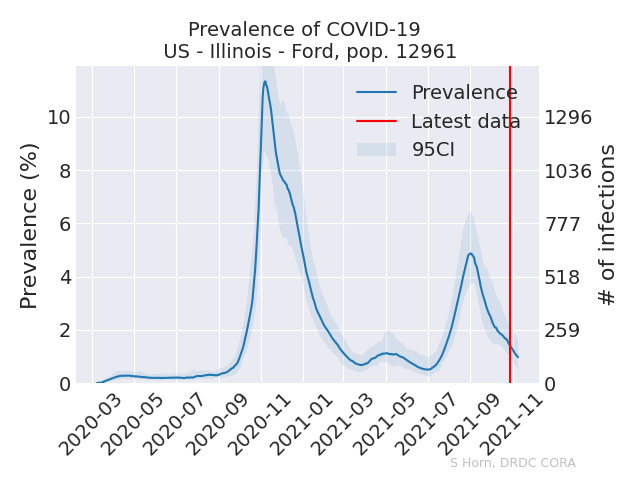 Prevalence of COVID-19
US - Illinois - Ford, pop. 12961
Prevalence
Latest data
95CI
Prevalence (%)
10
8
6
4
2
0
1296
1036
777
518
259
0
# of infections
2020-03
2020-05
2020-07
2020-09
2020-11
2021-01
2021-03
2021-05
2021-07
2021-09
2021-11
S Horn, DRDC CORA